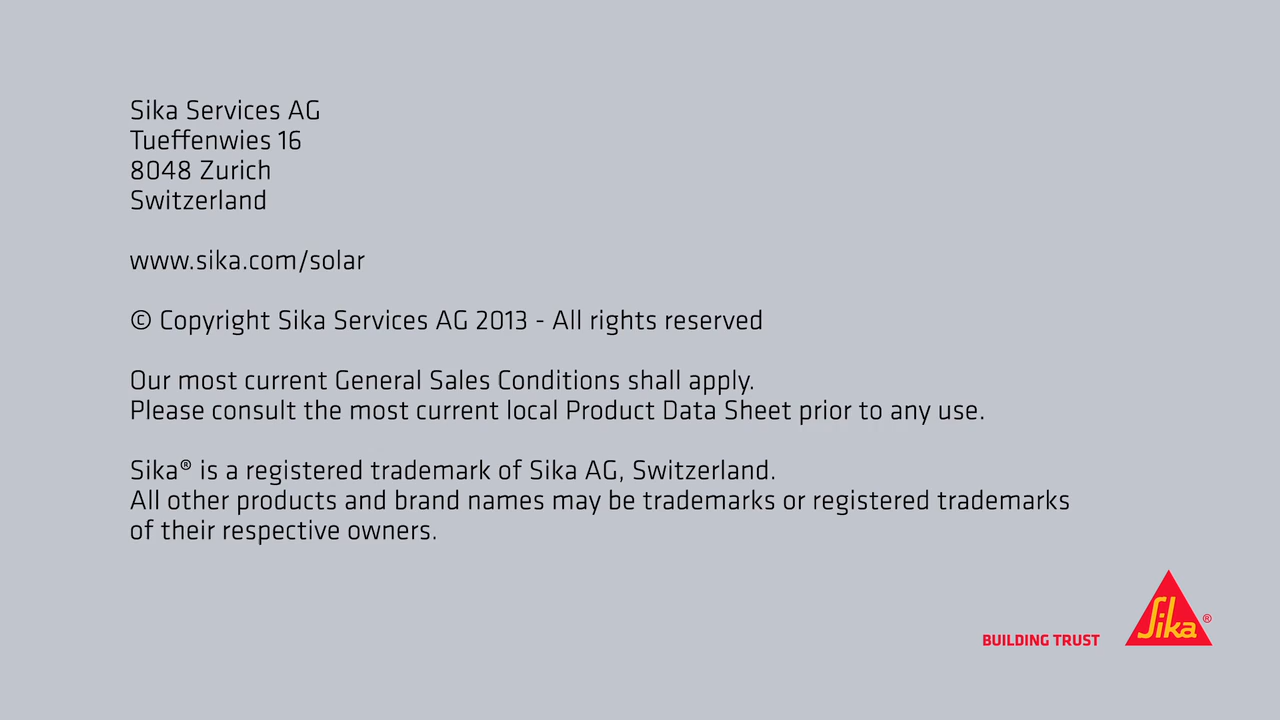 Sika Services AG
Tueffenwies 16
8048 Zurich
Switzerland
www.sika.com/solar
© Copyright Sika Services AG 2013 - All rights reserved
Our most current General Sales Conditions shall apply.
Please consult the most current local Product Data Sheet prior to any use.
Sika® is a registered trademark of Sika AG, Switzerland.
All other products and brand names may be trademarks or registered trademarks
of their respective owners.
BUILDING TRUST
Sika®